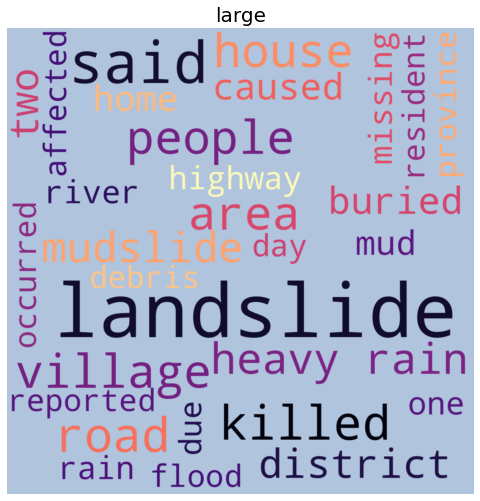 large
said
house
two
affected
home
caused
missing
resident
province
people
highway
river
area
buried
occurred
mudslide
day
mud
debris
landslide
village
heavy rain
reported
one
road
due
killed
rain
flood
district